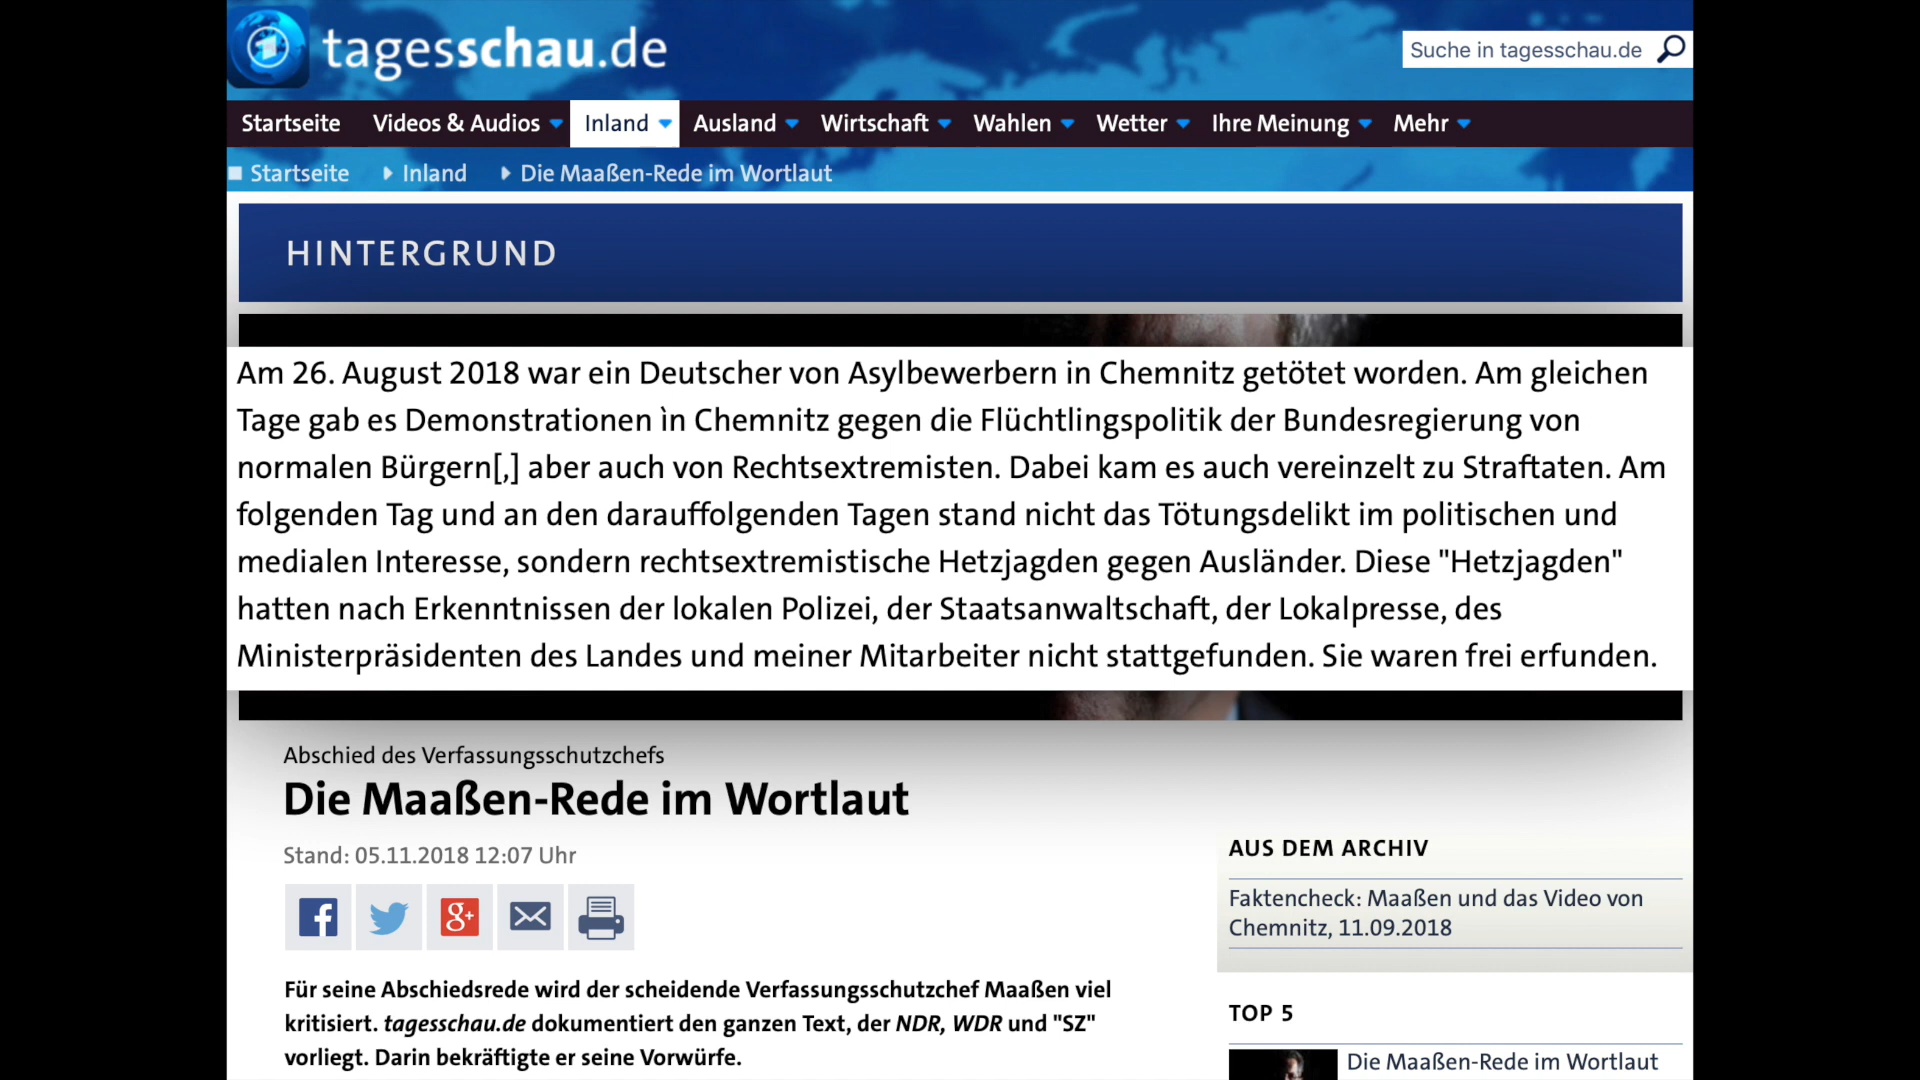 tagesschau.de
Suche in tagesschau.de
Startseite Videos & Audios Inland Ausland Wirtschaft Wahlen Wetter Ihre Meinung Mehr
Startseite Inland Die Maaßen-Rede im Wortlaut
HINTERGRUND
Am 26. August 2018 war ein Deutscher von Asylbewerbern in Chemnitz getötet worden. Am gleichen
Tage gab es Demonstrationen ìn Chemnitz gegen die Flüchtlingspolitik der Bundesregierung von
normalen Bürgern[,] aber auch von Rechtsextremisten. Dabei kam es auch vereinzelt zu Straftaten. Am
folgenden Tag und an den darauffolgenden Tagen stand nicht das Tötungsdelikt im politischen und
medialen Interesse, sondern rechtsextremistische Hetzjagden gegen Ausländer. Diese "Hetzjagden"
hatten nach Erkenntnissen der lokalen Polizei, der Staatsanwaltschaft, der Lokalpresse, des
Ministerpräsidenten des Landes und meiner Mitarbeiter nicht stattgefunden. Sie waren frei erfunden.
Abschied des Verfassungsschutzchefs
Die Maaßen-Rede im Wortlaut
Stand: 05.11.2018 12:07 Uhr
Für seine Abschiedsrede wird der scheidende Verfassungsschutzchef Maaßen viel
kritisiert. tagesschau.de dokumentiert den ganzen Text, der NDR, WDR und "SZ"
vorliegt. Darin bekräftigte er seine Vorwürfe.
AUS DEM ARCHIV
Faktencheck: Maaßen und das Video von
Chemnitz, 11.09.2018
TOP 5
Die Maaßen-Rede im Wortlaut